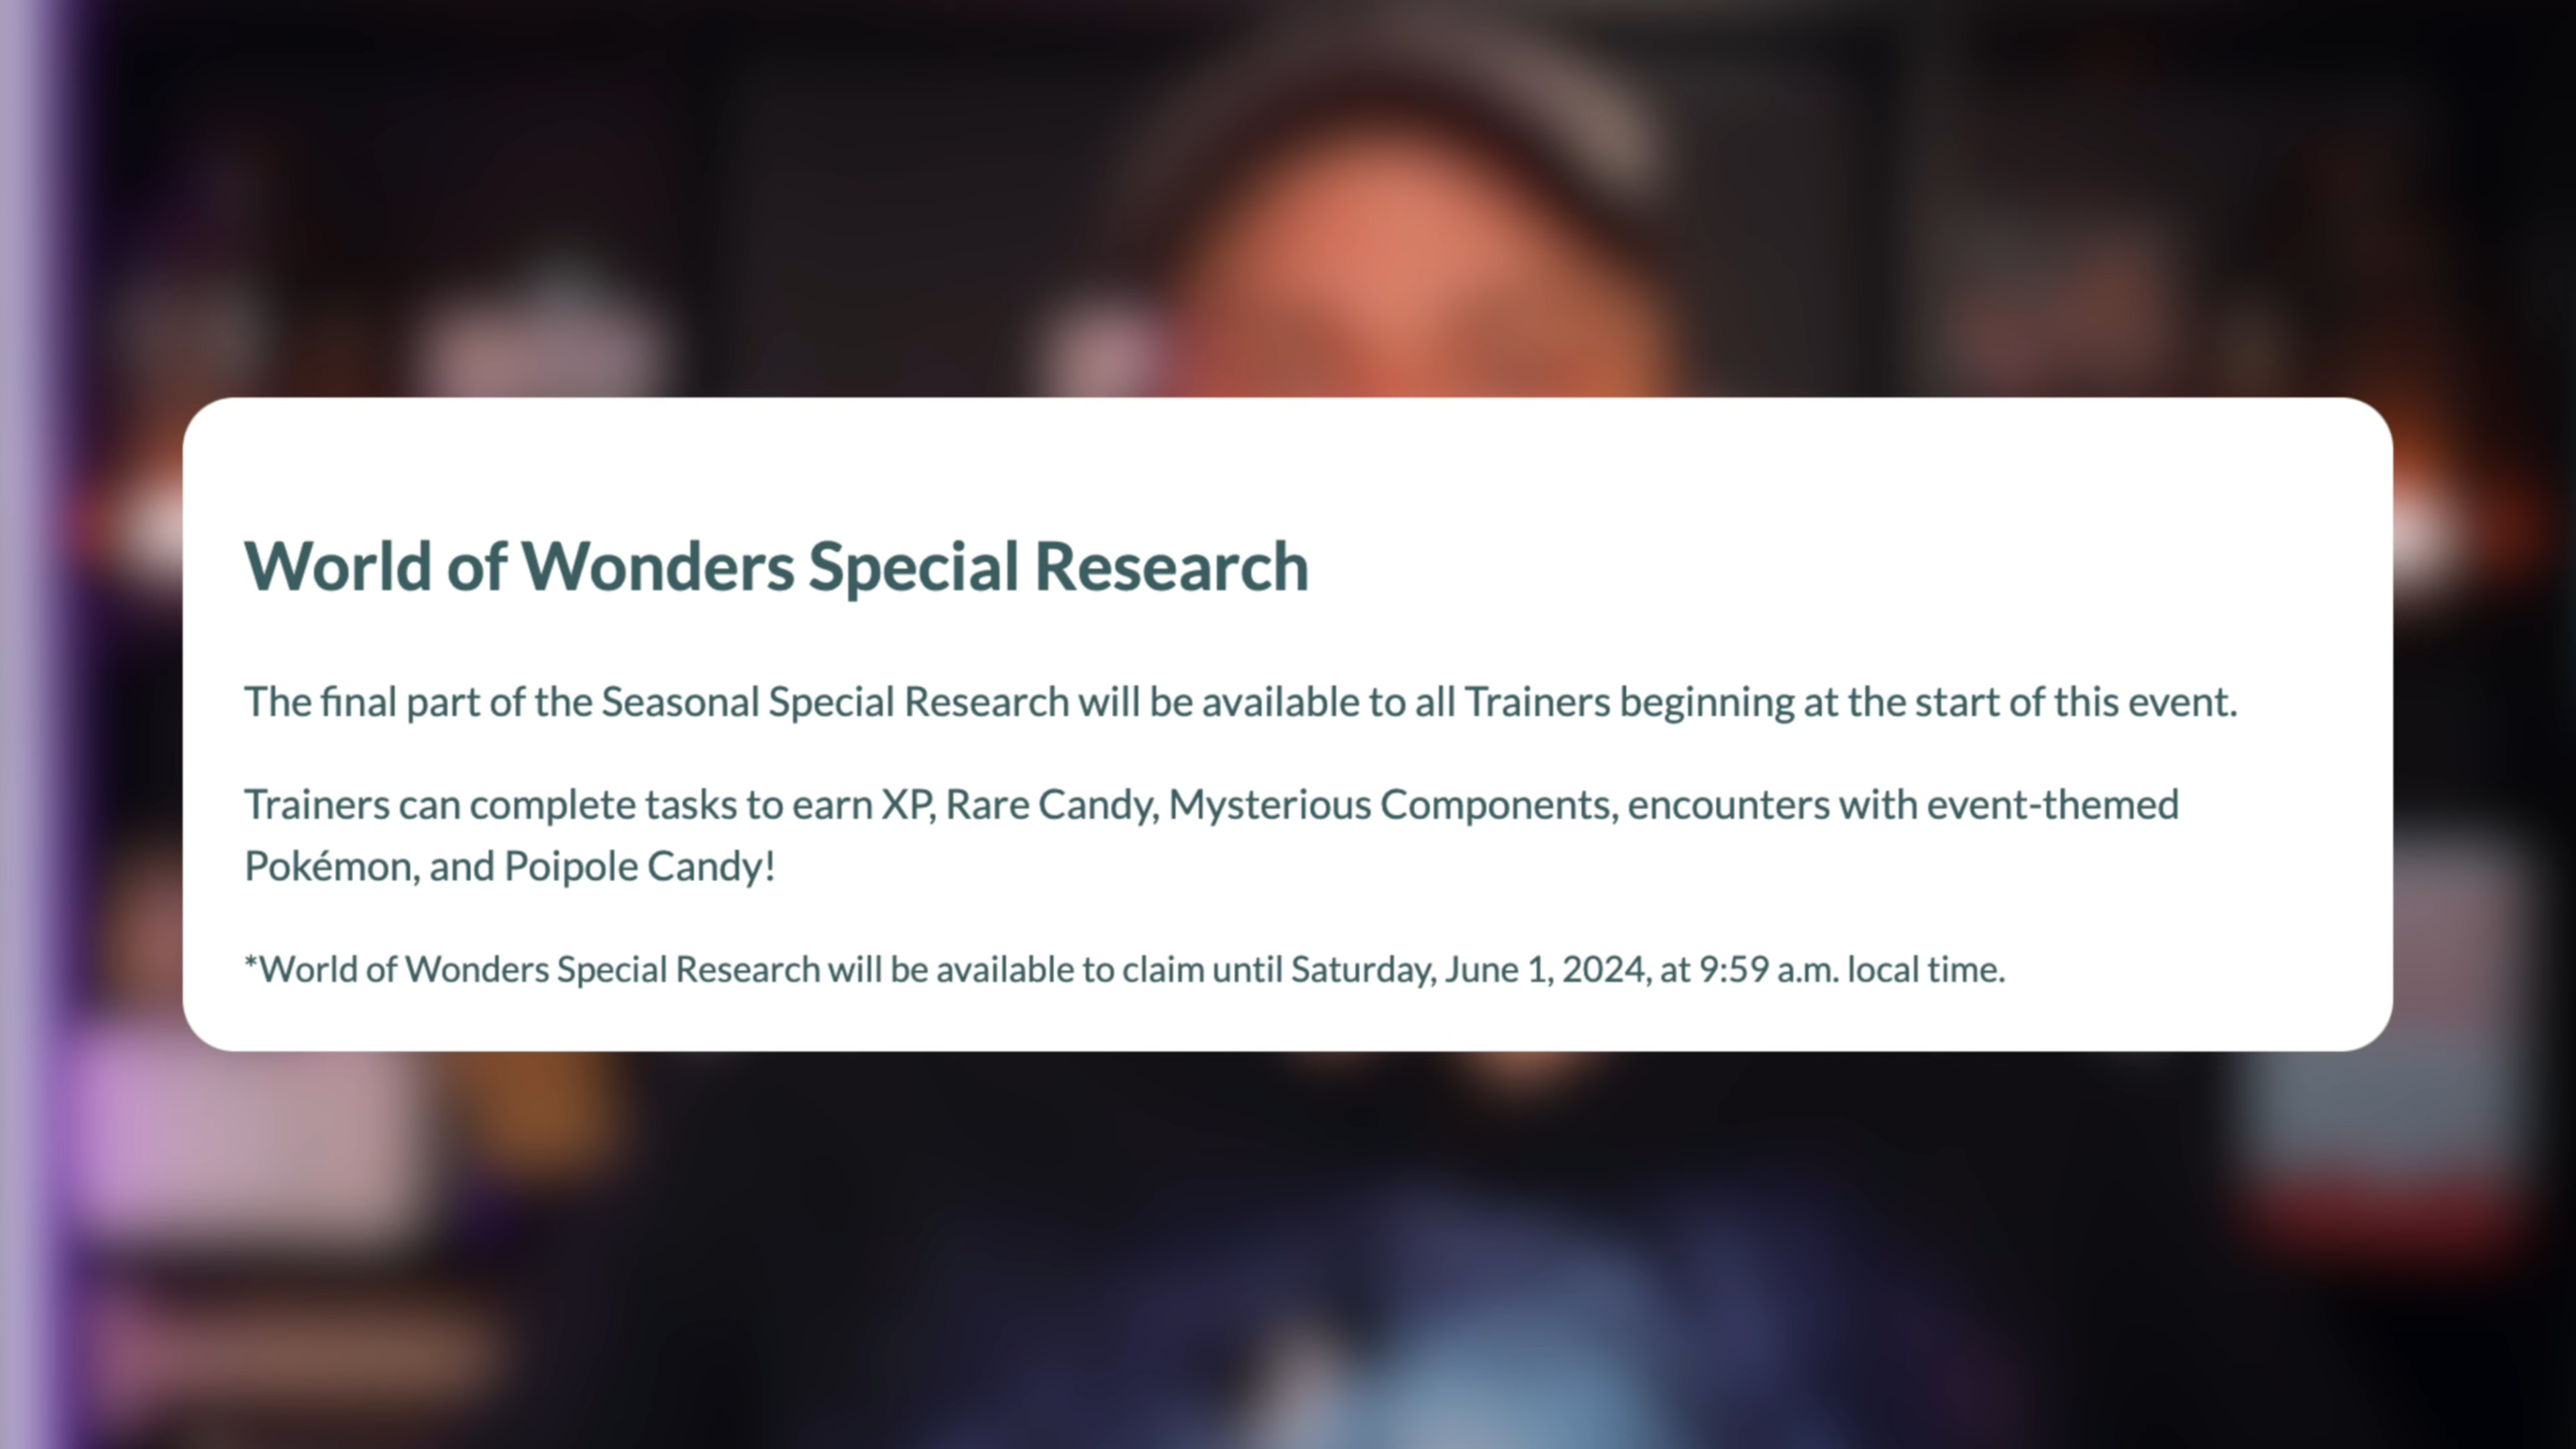 World of Wonders Special Research
The final part of the Seasonal Special Research will be available to all Trainers beginning at the start of this event.
Trainers can complete tasks to earn XP, Rare Candy, Mysterious Components, encounters with event-themed
Pokémon, and Poipole Candy!
*World of Wonders Special Research will be available to claim until Saturday, June 1, 2024, at 9:59 a.m. local time.